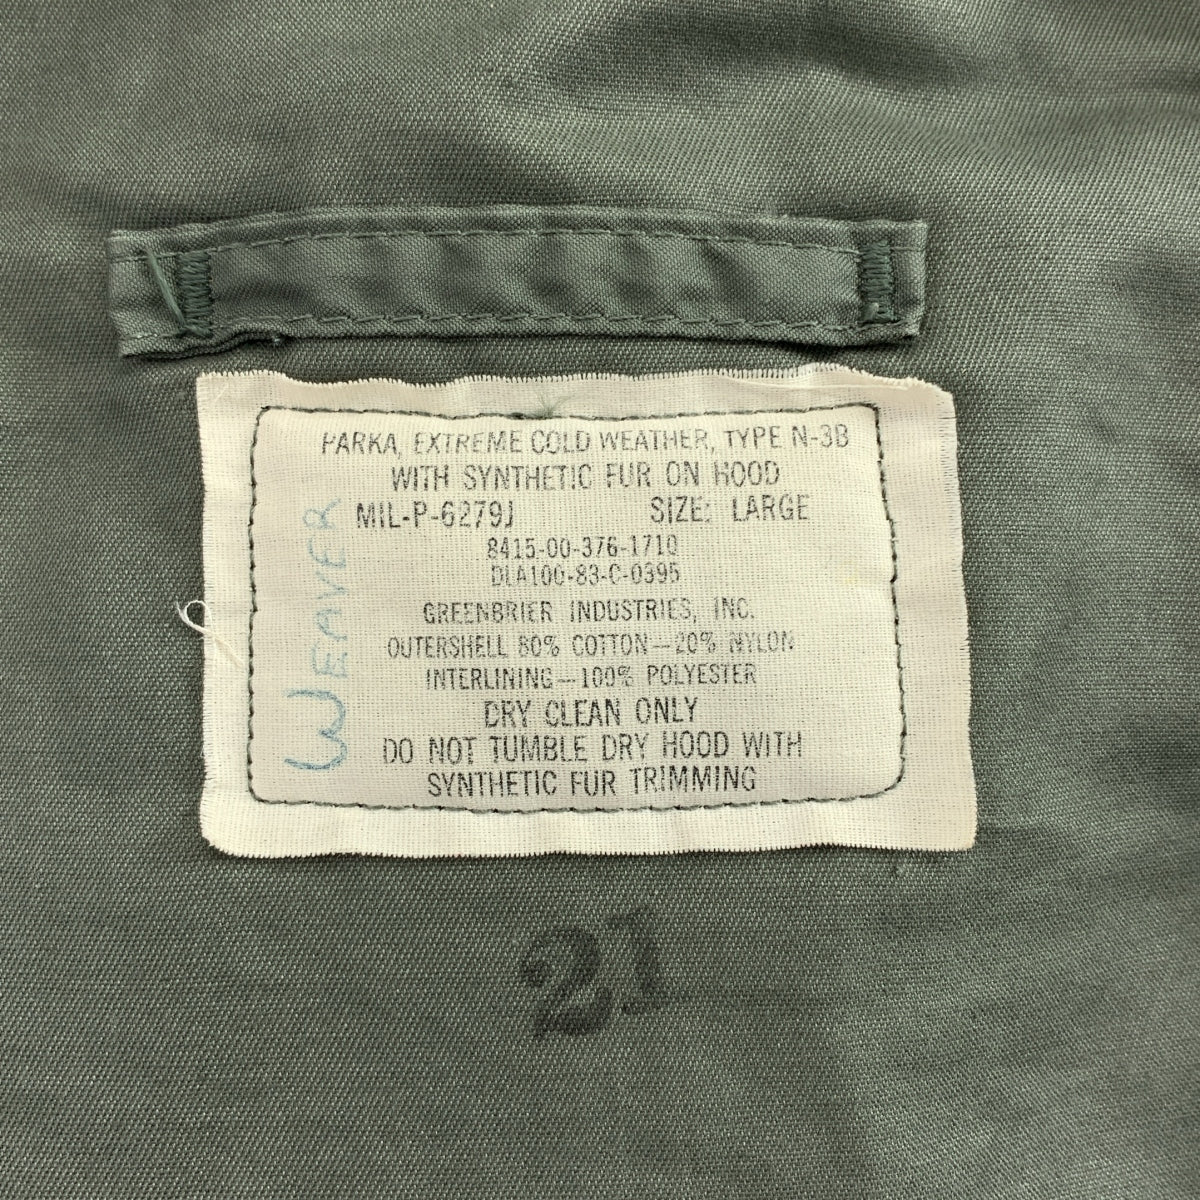 PARKA, EXTREME COLD WEATHER, TYPE N-3B
WITH SYNTHETIC FUR ON HOOD
MIL-P-6279J SIZE: LARGE
8415-00-376-1710
DLA100-83-C-0395
GREENBRIER INDUSTRIES, INC.
OUTERSHELL 80% COTTON—20% NYLON
INTERLINING—100% POLYESTER
DRY CLEAN ONLY
DO NOT TUMBLE DRY HOOD WITH
SYNTHETIC FUR TRIMMING
WEAVER
21